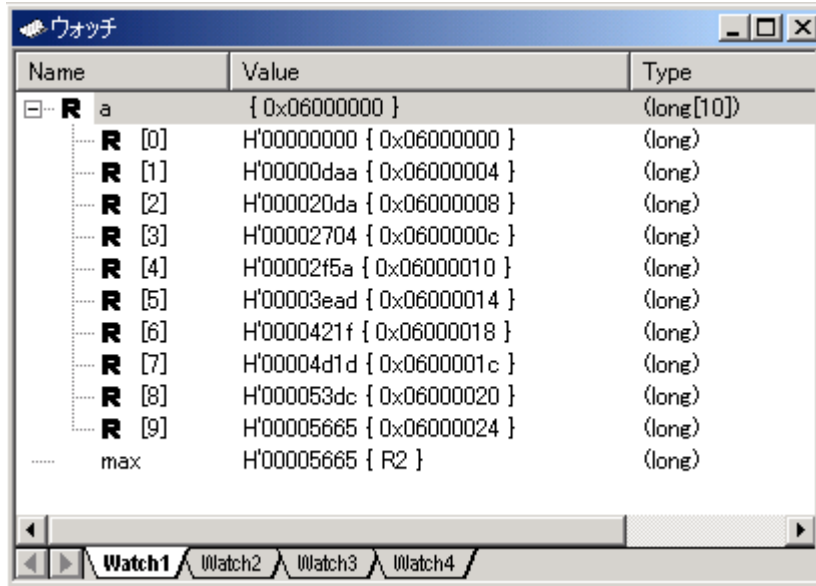 ウォッチ
Name Value Type
R a { 0x06000000 } (long[10])
R [0] H'00000000 { 0x06000000 } (long)
R [1] H'00000daa { 0x06000004 } (long)
R [2] H'000020da { 0x06000008 } (long)
R [3] H'00002704 { 0x0600000c } (long)
R [4] H'00002f5a { 0x06000010 } (long)
R [5] H'00003ead { 0x06000014 } (long)
R [6] H'0000421f { 0x06000018 } (long)
R [7] H'00004d1d { 0x0600001c } (long)
R [8] H'000053dc { 0x06000020 } (long)
R [9] H'00005665 { 0x06000024 } (long)
max H'00005665 { R2 } (long)
Watch1 Watch2 Watch3 Watch4